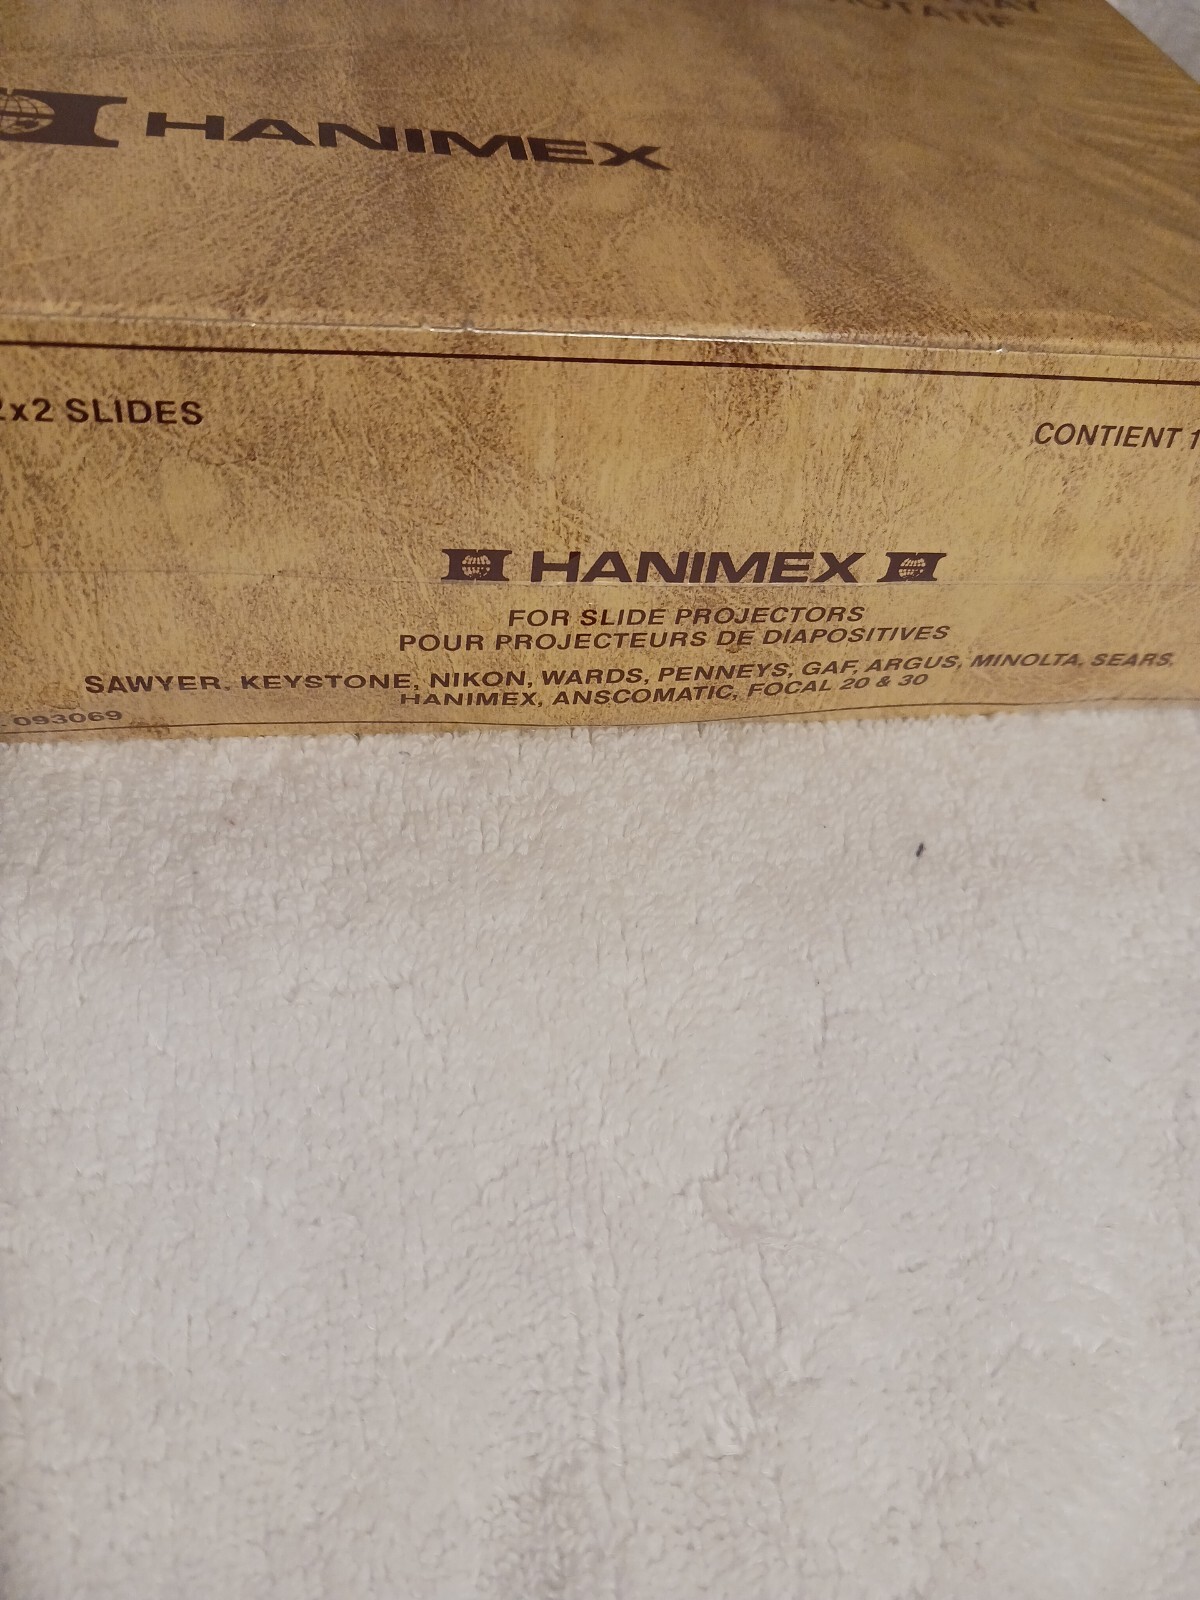 ROTATIF
HANIMEX
2x2 SLIDES
CONTIENT 1
HANIMEX
FOR SLIDE PROJECTORS
POUR PROJECTEURS DE DIAPOSITIVES
SAWYER, KEYSTONE, NIKON, WARDS, PENNEYS, GAF, ARGUS, MINOLTA, SEARS,
HANIMEX, ANSCOMATIC, FOCAL 20 & 30
093069